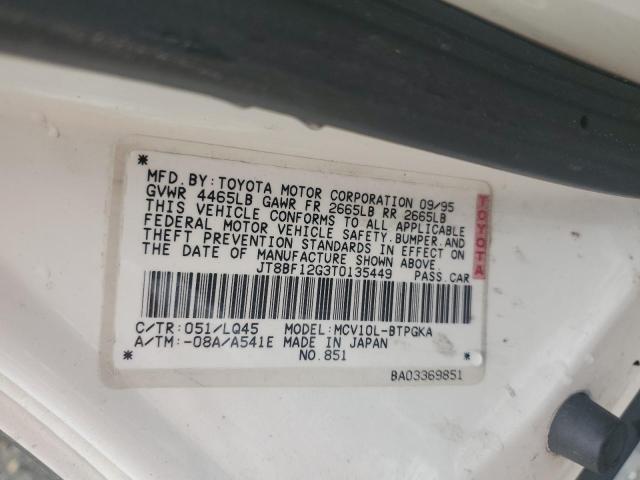 MFD.BY:TOYOTA MOTOR CORPORATION 09/95
GVWR 4465LB GAWR FR 2665LB RR 2665LB
THIS VEHICLE CONFORMS TO ALL APPLICABLE
FEDERAL MOTOR VEHICLE SAFETY,BUMPER,AND
THEFT PREVENTION STANDARDS IN EFFECT ON
THE DATE OF MANUFACTURE SHOWN ABOVE.
JT8BF12G3T0135449 PASS.CAR
TOYOTA
C/TR:051/LQ45 MODEL:MCV10L-BTPGKA
A/TM:-08A/A541E MADE IN JAPAN
NO.851
BA03369851